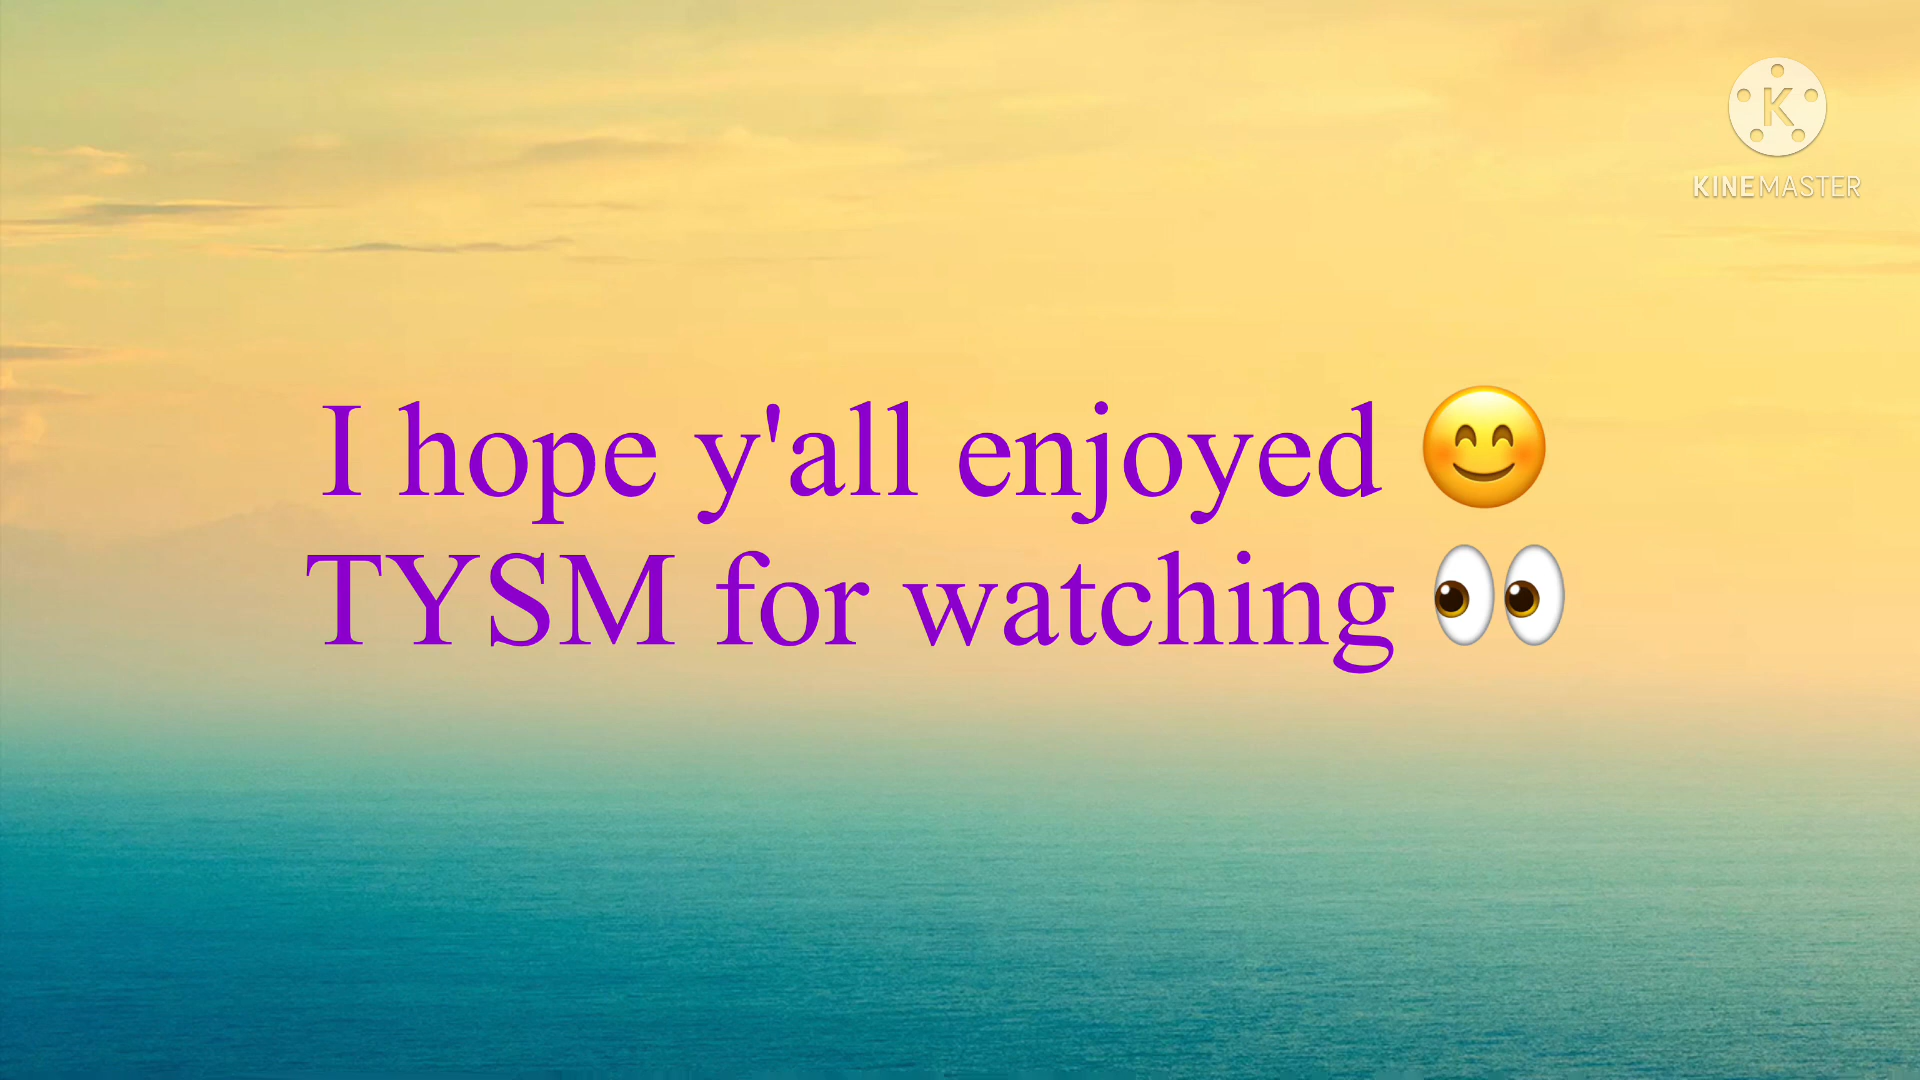 K
KINEMASTER
I hope y'all enjoyed 😊
TYSM for watching 👀